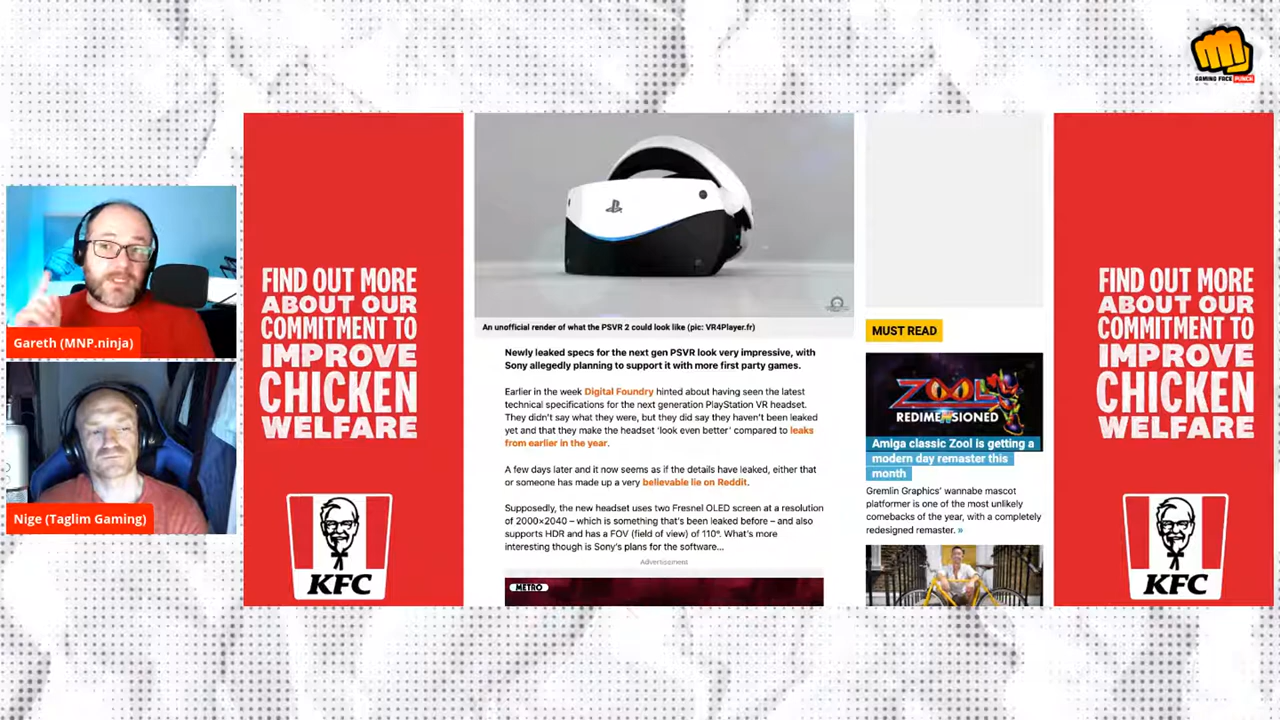 GAMING FACE PUNCH
Gareth (MNP.ninja)
Nige (Taglim Gaming)
FIND OUT MORE
ABOUT OUR
COMMITMENT TO
IMPROVE
CHICKEN
WELFARE
KFC
An unofficial render of what the PSVR 2 could look like (pic: VR4Player.fr)
Newly leaked specs for the next gen PSVR look very impressive, with
Sony allegedly planning to support it with more first party games.
Earlier in the week Digital Foundry hinted about having seen the latest
technical specifications for the next generation PlayStation VR headset.
They didn't say what they were, but they did say they haven't been leaked
yet and that they make the headset 'look even better' compared to leaks
from earlier in the year.
A few days later and it now seems as if the details have leaked, either that
or someone has made up a very believable lie on Reddit.
Supposedly, the new headset uses two Fresnel OLED screen at a resolution
of 2000×2040 – which is something that's been leaked before – and also
supports HDR and has a FOV (field of view) of 110°. What's more
interesting though is Sony's plans for the software...
Advertisement
METRO
MUST READ
ZOOL
REDIMENSIONED
Amiga classic Zool is getting a
modern day remaster this
month
Gremlin Graphics' wannabe mascot
platformer is one of the most unlikely
comebacks of the year, with a completely
redesigned remaster. »
FIND OUT MORE
ABOUT OUR
COMMITMENT TO
IMPROVE
CHICKEN
WELFARE
KFC